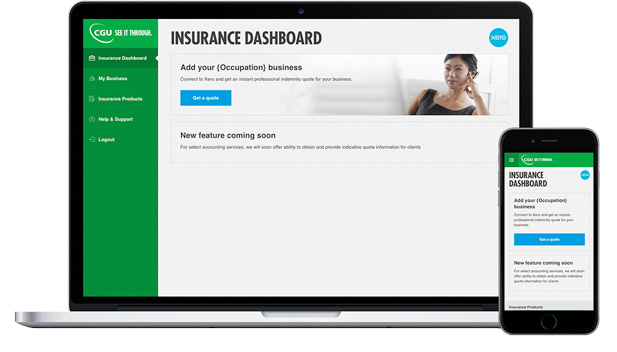 CGU SEE IT THROUGH.
Insurance Dashboard
My Business
Insurance Products
Help & Support
Logout
INSURANCE DASHBOARD
xero
Add your (Occupation) business
Connect to Xero and get an instant professional indemnity quote for your business
Get a quote
New feature coming soon
For select accounting services, we will soon offer ability to obtain and provide indicative quote information for clients
CGU SEE IT THROUGH.
INSURANCE
DASHBOARD
xero
Add your (Occupation)
business
Connect to Xero and get an instant
professional indemnity quote for your
business.
Get a quote
New feature coming soon
For select accounting services, we will soon
offer ability to obtain and provide indicative
quote information for clients
Insurance Products